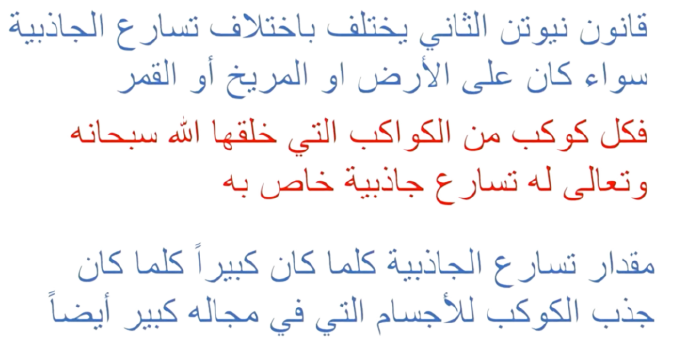 قانون نيوتن الثاني يختلف باختلاف تسارع الجاذبية
سواء كان على الأرض او المريخ أو القمر
فكل كوكب من الكواكب التي خلقها الله سبحانه
وتعالى له تسارع جاذبية خاص به
مقدار تسارع الجاذبية كلما كان كبيراً كلما كان
جذب الكوكب للأجسام التي في مجاله كبير أيضاً